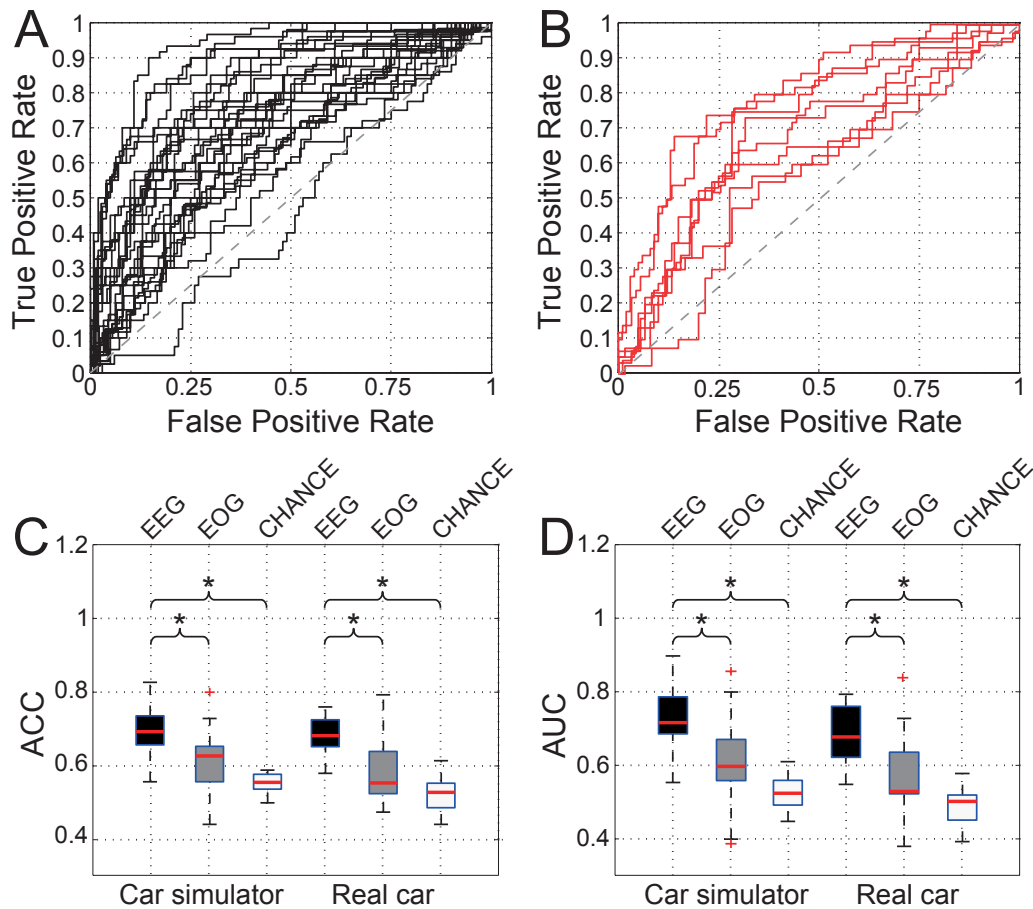 A
True Positive Rate
1
0.9
0.8
0.7
0.6
0.5
0.4
0.3
0.2
0.1
0
0 0.25 0.5 0.75 1
False Positive Rate
B
True Positive Rate
1
0.9
0.8
0.7
0.6
0.5
0.4
0.3
0.2
0.1
0
0 0.25 0.5 0.75 1
False Positive Rate
C
EEG EOG CHANCE EEG EOG CHANCE
ACC
1.2
1
0.8
0.6
0.4
* * * *
Car simulator Real car
D
EEG EOG CHANCE EEG EOG CHANCE
AUC
1.2
1
0.8
0.6
0.4
* * * *
Car simulator Real car